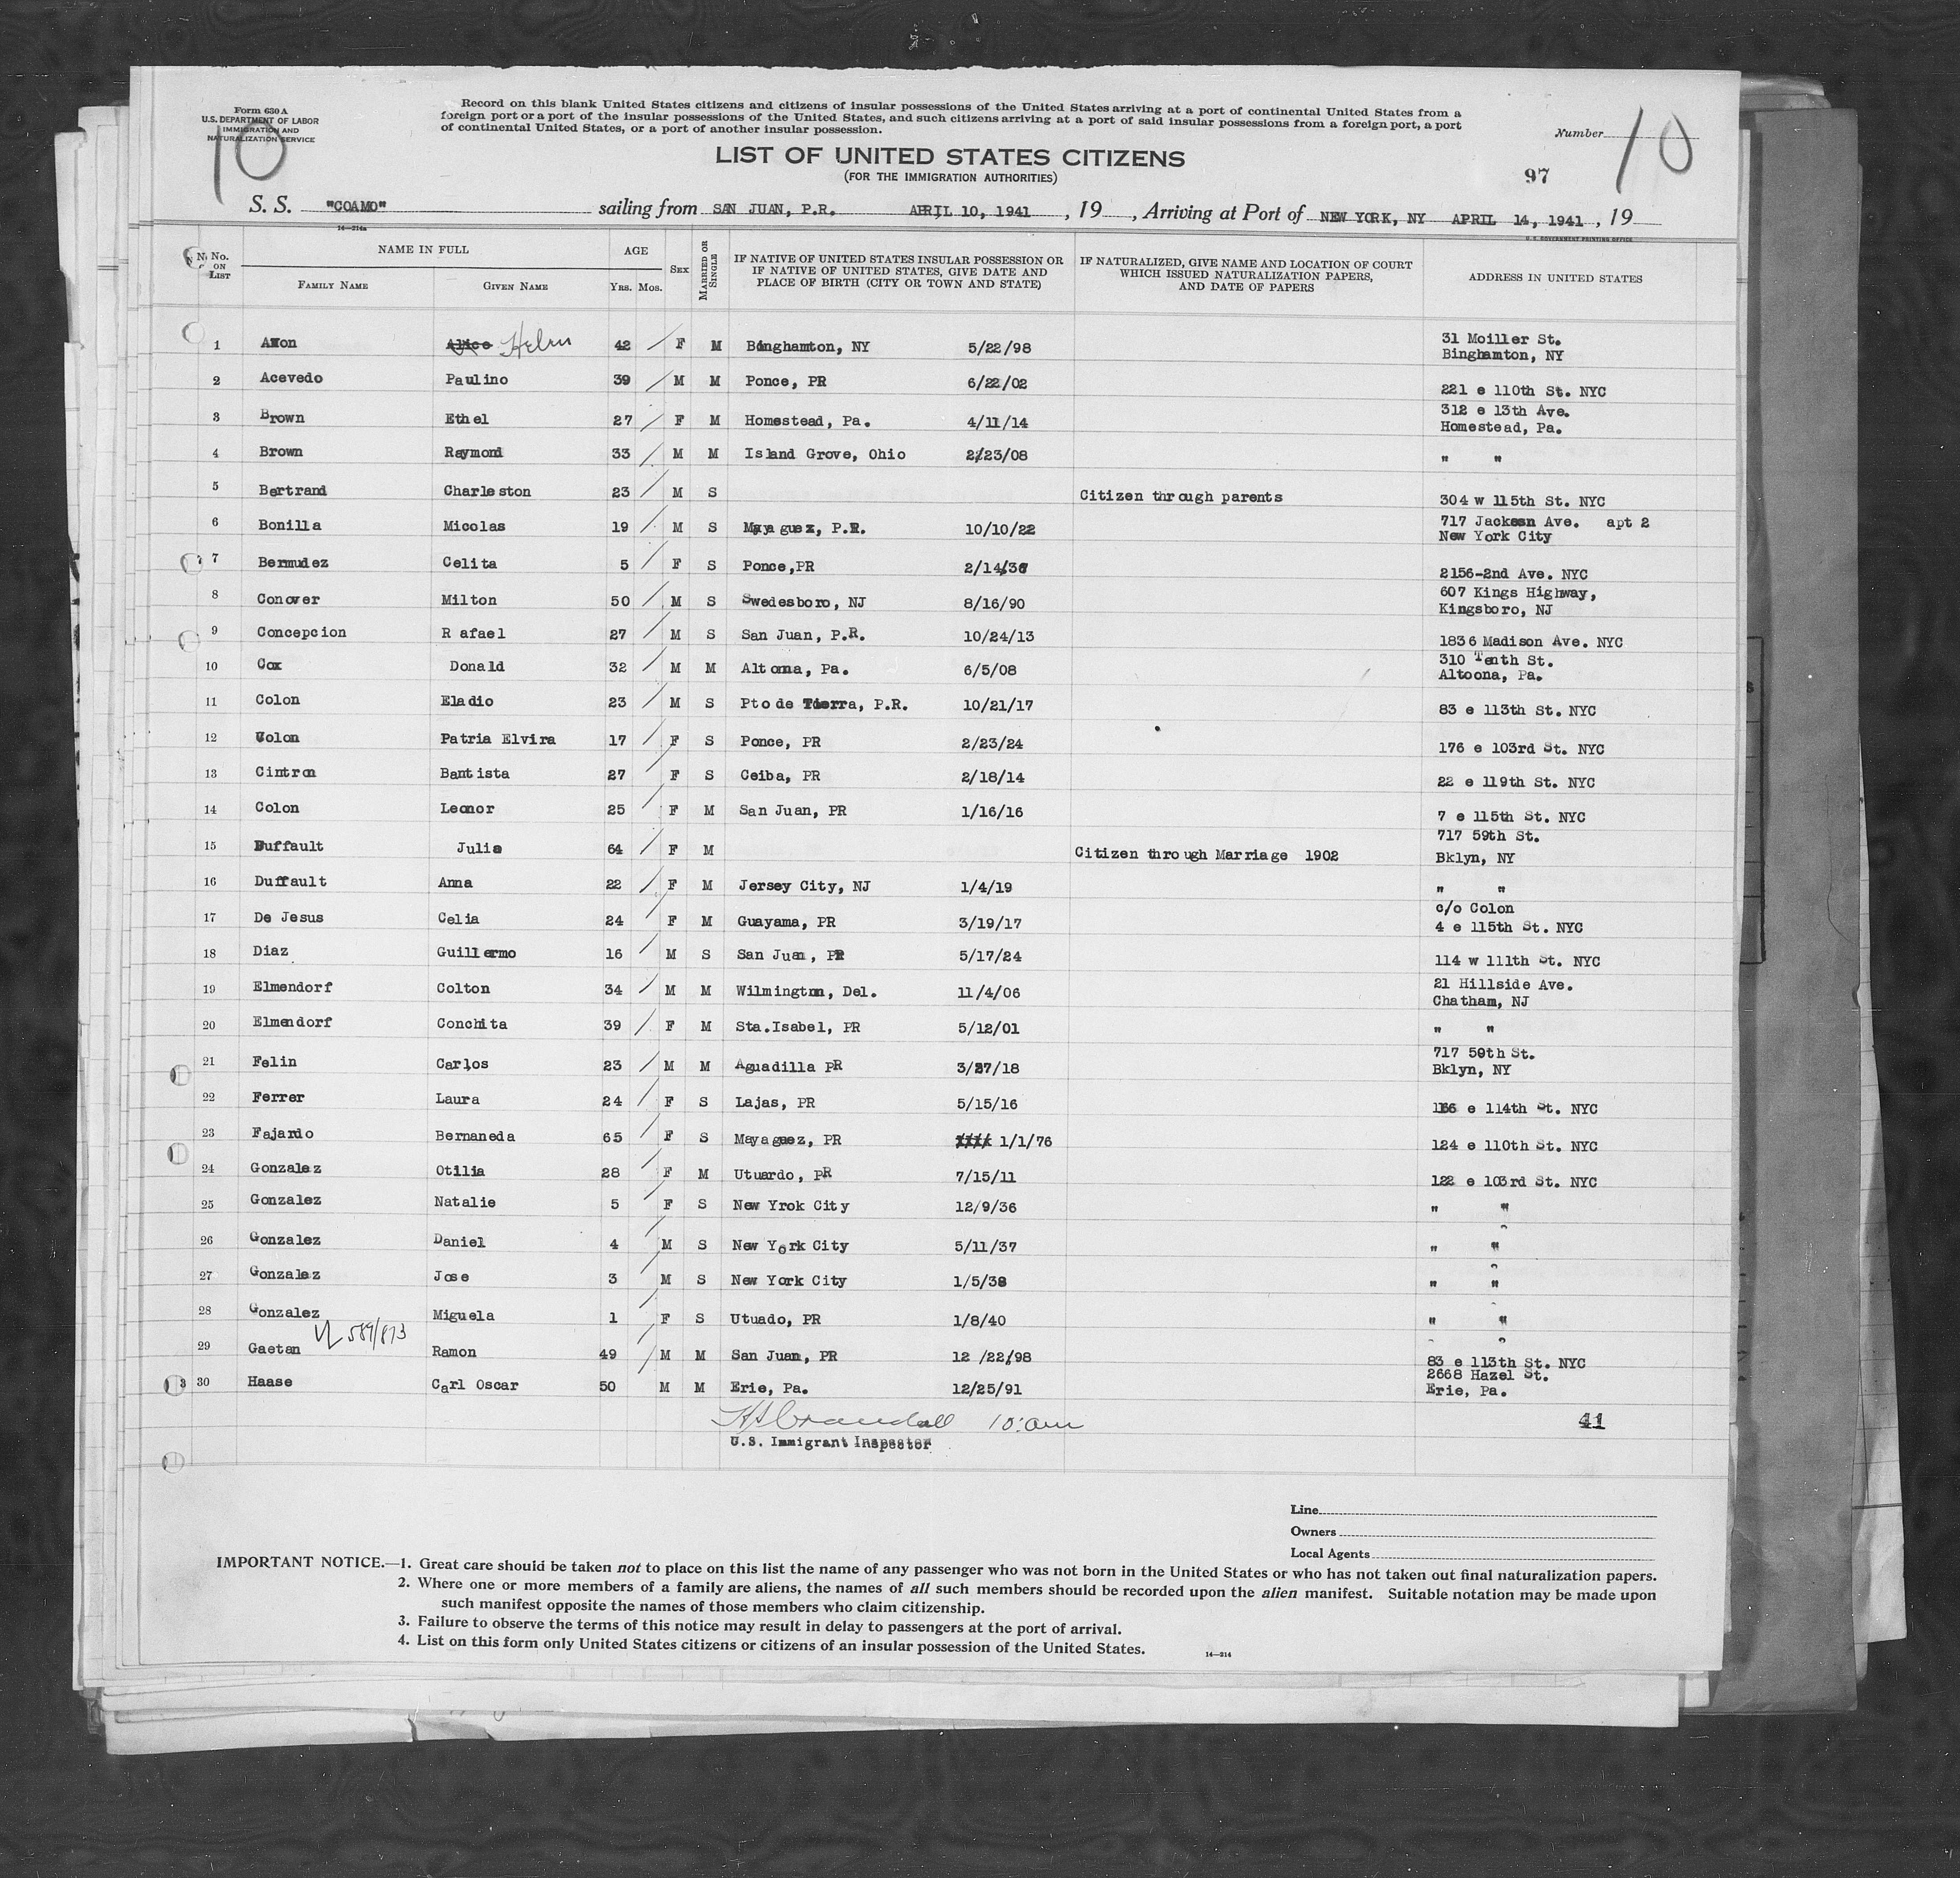 Form 630 A
U.S. DEPARTMENT OF LABOR
IMMIGRATION AND
NATURALIZATION SERVICE
10
Record on this blank United States citizens and citizens of insular possessions of the United States arriving at a port of continental United States from a
foreign port or a port of the insular possessions of the United States, and such citizens arriving at a port of said insular possessions from a foreign port, a port
of continental United States, or a port of another insular possession.
Number 10
LIST OF UNITED STATES CITIZENS
(FOR THE IMMIGRATION AUTHORITIES)
97
S. S. "COAMO" sailing from SAN JUAN, P.R. APRIL 10, 1941, 19 , Arriving at Port of NEW YORK, NY APRIL 14, 1941, 19
14—214a
U. S. GOVERNMENT PRINTING OFFICE
No. ON LIST NAME IN FULL FAMILY NAME GIVEN NAME AGE YRS. MOS. SEX MARRIED OR SINGLE IF NATIVE OF UNITED STATES INSULAR POSSESSION OR IF NATIVE OF UNITED STATES, GIVE DATE AND PLACE OF BIRTH (CITY OR TOWN AND STATE) IF NATURALIZED, GIVE NAME AND LOCATION OF COURT WHICH ISSUED NATURALIZATION PAPERS, AND DATE OF PAPERS ADDRESS IN UNITED STATES
1 Alice Helen 42 F M Binghamton, NY 5/22/98 31 Moiller St.
Binghamton, NY
2 Acevedo Paulino 39 M M Ponce, PR 6/22/02 221 e 110th St. NYC
3 Brown Ethel 27 F M Homestead, Pa. 4/11/14 312 e 13th Ave.
Homestead, Pa.
4 Brown Raymond 33 M M Island Grove, Ohio 2/23/08 " "
5 Bertrand Charleston 23 M S Citizen through parents 304 w 115th St. NYC
6 Bonilla Micolas 19 M S Mayaguez, P.R. 10/10/22 717 Jackson Ave. apt 2
New York City
7 Bermudez Celita 5 F S Ponce,PR 2/14/36 2156-2nd Ave. NYC
8 Conover Milton 50 M S Swedesboro, NJ 8/16/90 607 Kings Highway,
Kingsboro, NJ
9 Concepcion Rafael 27 M S San Juan, P.R. 10/24/13 1836 Madison Ave. NYC
10 Cox Donald 32 M M Altoona, Pa. 6/5/08 310 Tenth St.
Altoona, Pa.
11 Colon Eladio 23 M S Pto de Tierra, P.R. 10/21/17 83 e 113th St. NYC
12 Colon Patria Elvira 17 F S Ponce, PR 2/23/24 176 e 103rd St. NYC
13 Cintron Bautista 27 F S Ceiba, PR 2/18/14 22 e 119th St. NYC
14 Colon Leonor 25 F M San Juan, PR 1/16/16 7 e 115th St. NYC
15 Duffault Julia 64 F M Citizen through Marriage 1902 717 59th St.
Bklyn, NY
16 Duffault Anna 22 F M Jersey City, NJ 1/4/19 " "
17 De Jesus Celia 24 F M Guayama, PR 3/19/17 c/o Colon
4 e 115th St. NYC
18 Diaz Guillermo 16 M S San Juan, PR 5/17/24 114 w 111th St. NYC
19 Elmendorf Colton 34 M M Wilmington, Del. 11/4/06 21 Hillside Ave.
Chatham, NJ
20 Elmendorf Conchita 39 F M Sta.Isabel, PR 5/12/01 " "
21 Felin Carlos 23 M M Aguadilla PR 3/27/18 717 59th St.
Bklyn, NY
22 Ferrer Laura 24 F S Lajas, PR 5/15/16 e 114th St. NYC
23 Fajardo Bernaneda 65 F S Mayaguez, PR 1/1/76 124 e 110th St. NYC
24 Gonzalez Otilia 28 F M Utuardo, PR 7/15/11 122 e 103rd St. NYC
25 Gonzalez Natalie 5 F S New Yrok City 12/9/36 " "
26 Gonzalez Daniel 4 M S New York City 5/11/37 " "
27 Gonzalez Jose 3 M S New York City 1/5/38 " "
28 Gonzalez Miguela 1 F S Utuado, PR 1/8/40 " "
589/873
29 Gaetan Ramon 49 M M San Juan, PR 12/22/98 83 e 113th St. NYC
30 Haase Carl Oscar 50 M M Erie, Pa. 12/25/91 2668 Hazel St.
Erie, Pa.
Crandall 10:am
41
U.S. Immigrant Inspector
Line
Owners
Local Agents
IMPORTANT NOTICE.—1. Great care should be taken not to place on this list the name of any passenger who was not born in the United States or who has not taken out final naturalization papers.
2. Where one or more members of a family are aliens, the names of all such members should be recorded upon the alien manifest. Suitable notation may be made upon
such manifest opposite the names of those members who claim citizenship.
3. Failure to observe the terms of this notice may result in delay to passengers at the port of arrival.
4. List on this form only United States citizens or citizens of an insular possession of the United States.
14—214